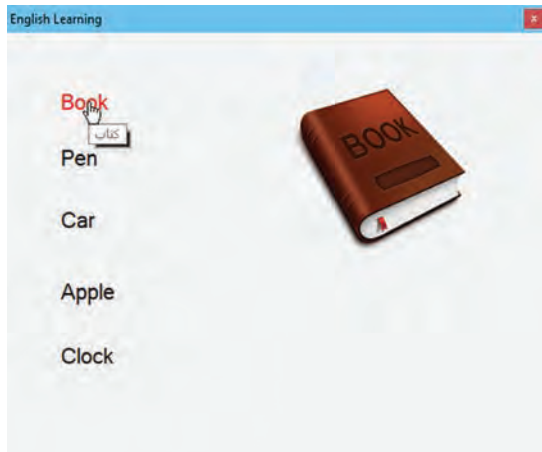 English Learning
Book
کتاب
Pen
Car
Apple
Clock
BOOK